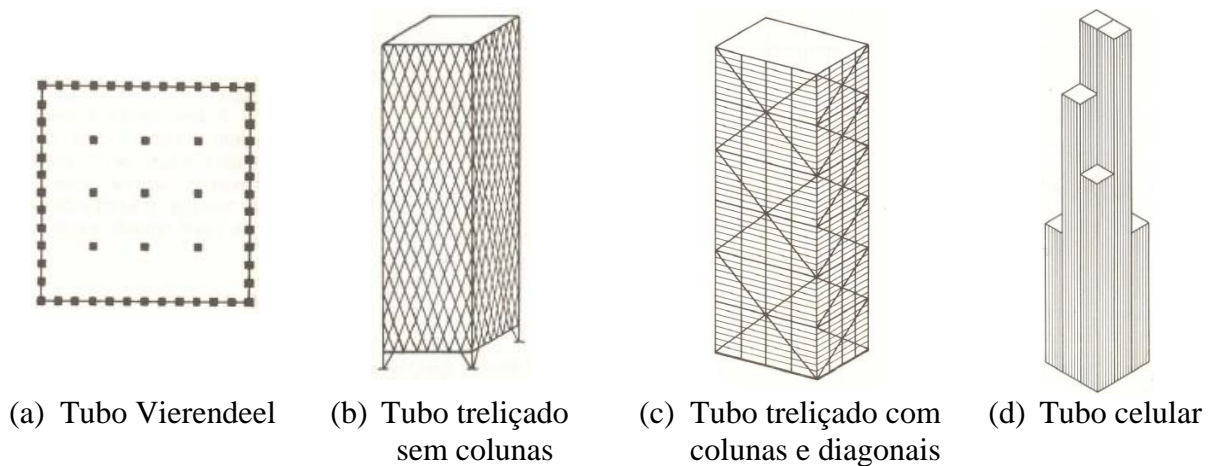 (a) Tubo Vierendeel
(b) Tubo treliçado
sem colunas
(c) Tubo treliçado com
colunas e diagonais
(d) Tubo celular